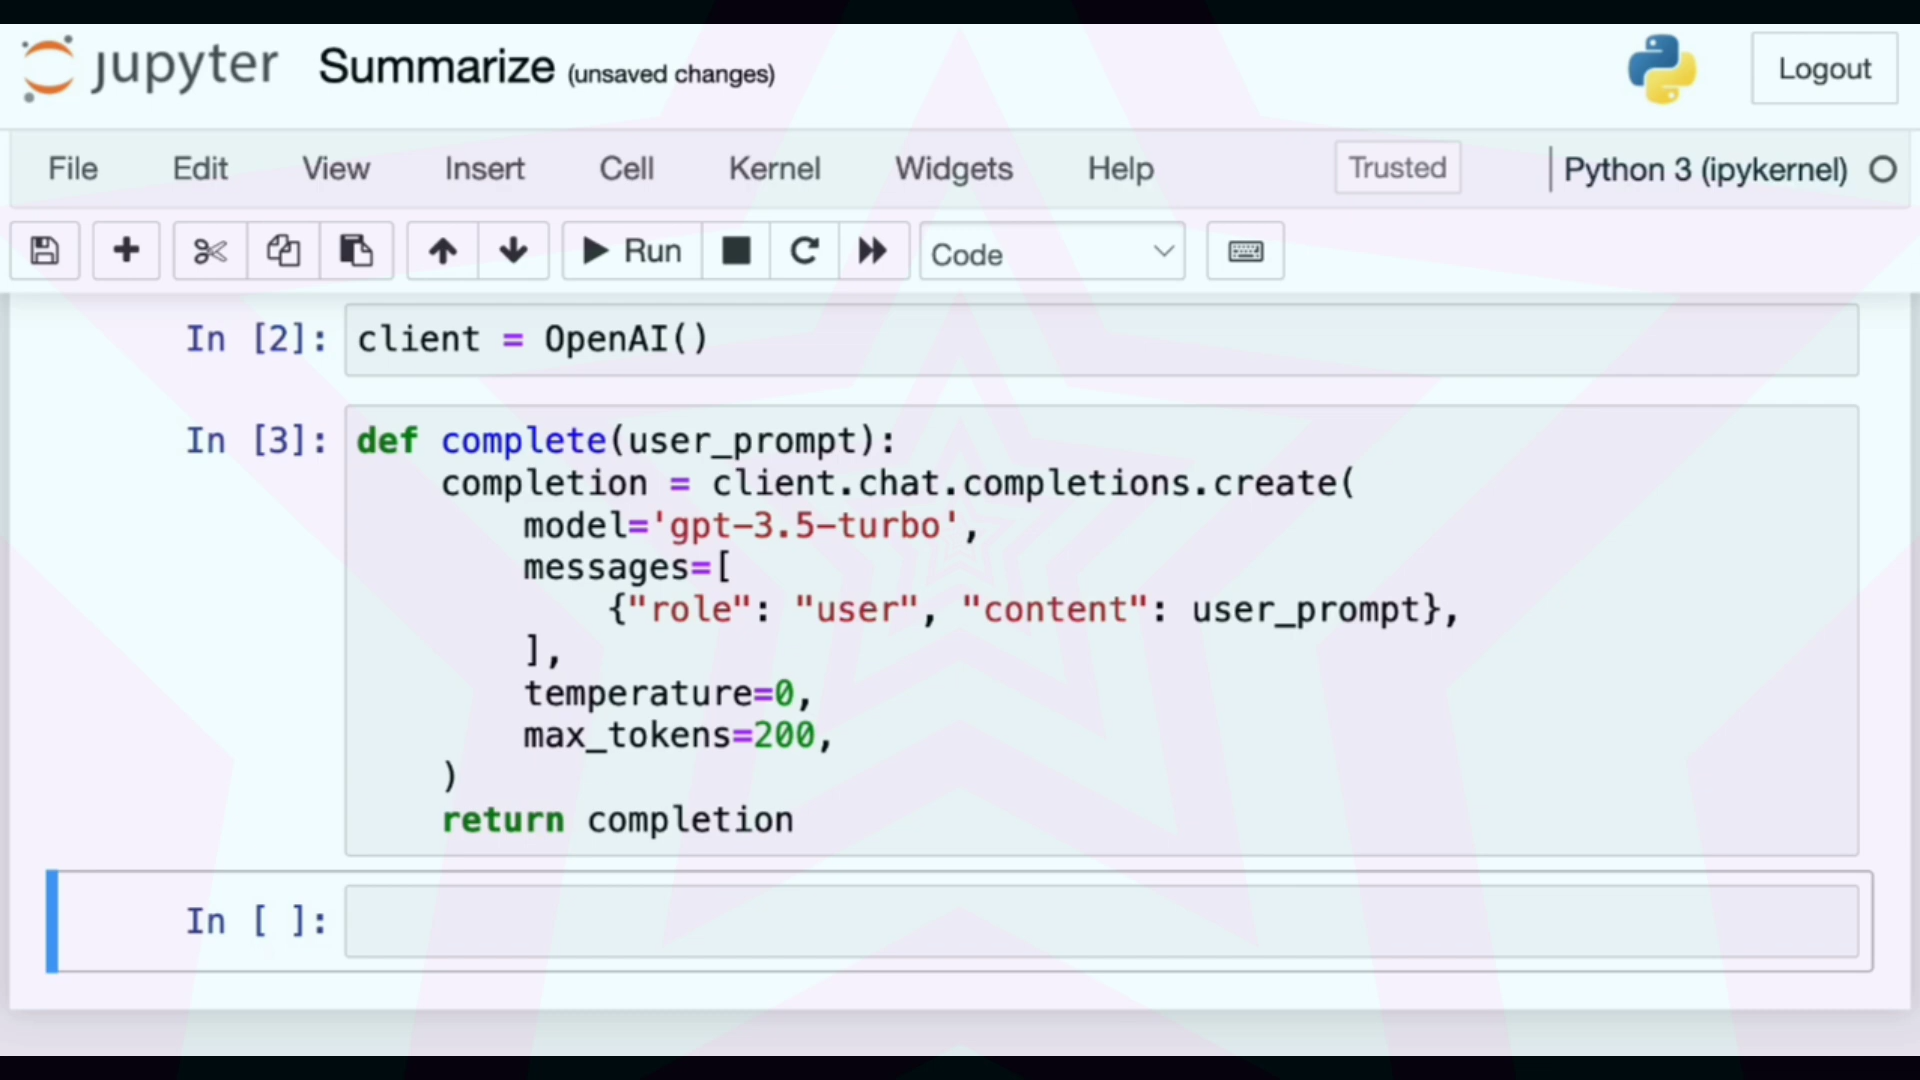 jupyter Summarize (unsaved changes) Logout
File Edit View Insert Cell Kernel Widgets Help Trusted Python 3 (ipykernel)
Run Code
In [2]: client = OpenAI()
In [3]: def complete(user_prompt):
    completion = client.chat.completions.create(
        model='gpt-3.5-turbo',
        messages=[
            {"role": "user", "content": user_prompt},
        ],
        temperature=0,
        max_tokens=200,
    )
    return completion
In [ ]: